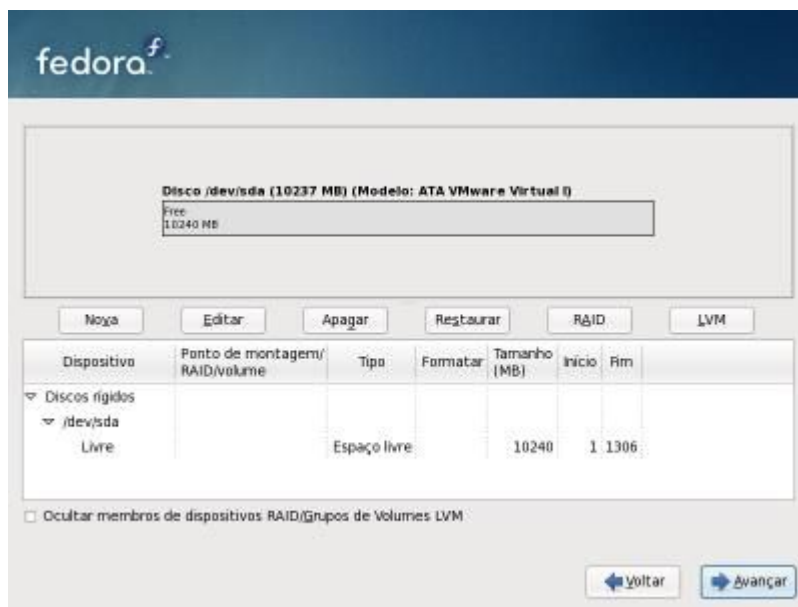 fedora
Disco /dev/sda (10237 MB) (Modelo: ATA VMware Virtual I)
Free
10240 MB
Nova
Editar
Apagar
Restaurar
RAID
LVM
Dispositivo
Ponto de montagem/
RAID/volume
Tipo
Formatar
Tamanho
(MB)
Início
Fim
Discos rígidos
/dev/sda
Livre
Espaço livre
10240
1
1306
Ocultar membros de dispositivos RAID/Grupos de Volumes LVM
Voltar
Avançar